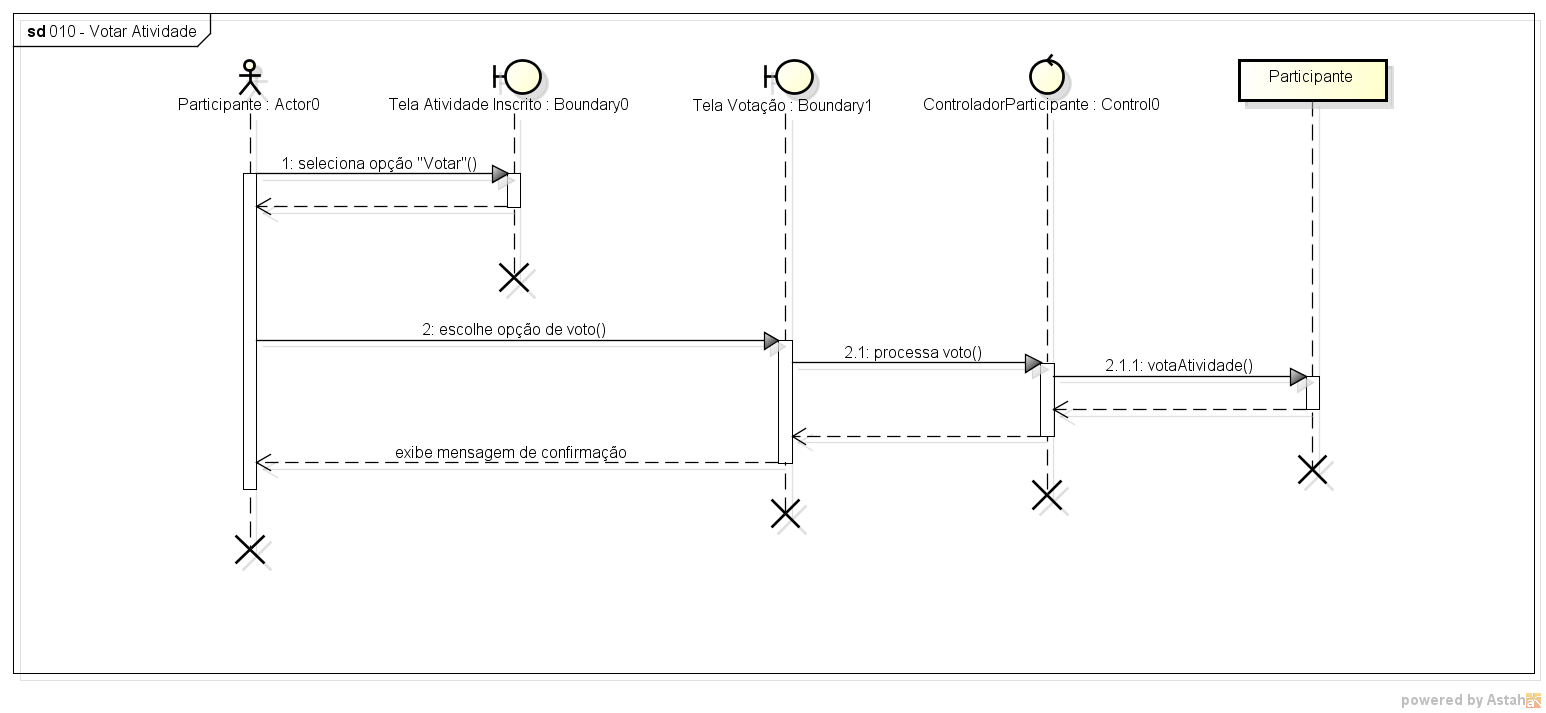 sd 010 - Votar Atividade
Participante : Actor0
Tela Atividade Inscrito : Boundary0
Tela Votação : Boundary1
ControladorParticipante : Control0
Participante
1: seleciona opção "Votar"()
2: escolhe opção de voto()
2.1: processa voto()
2.1.1: votaAtividade()
exibe mensagem de confirmação
powered by Astah